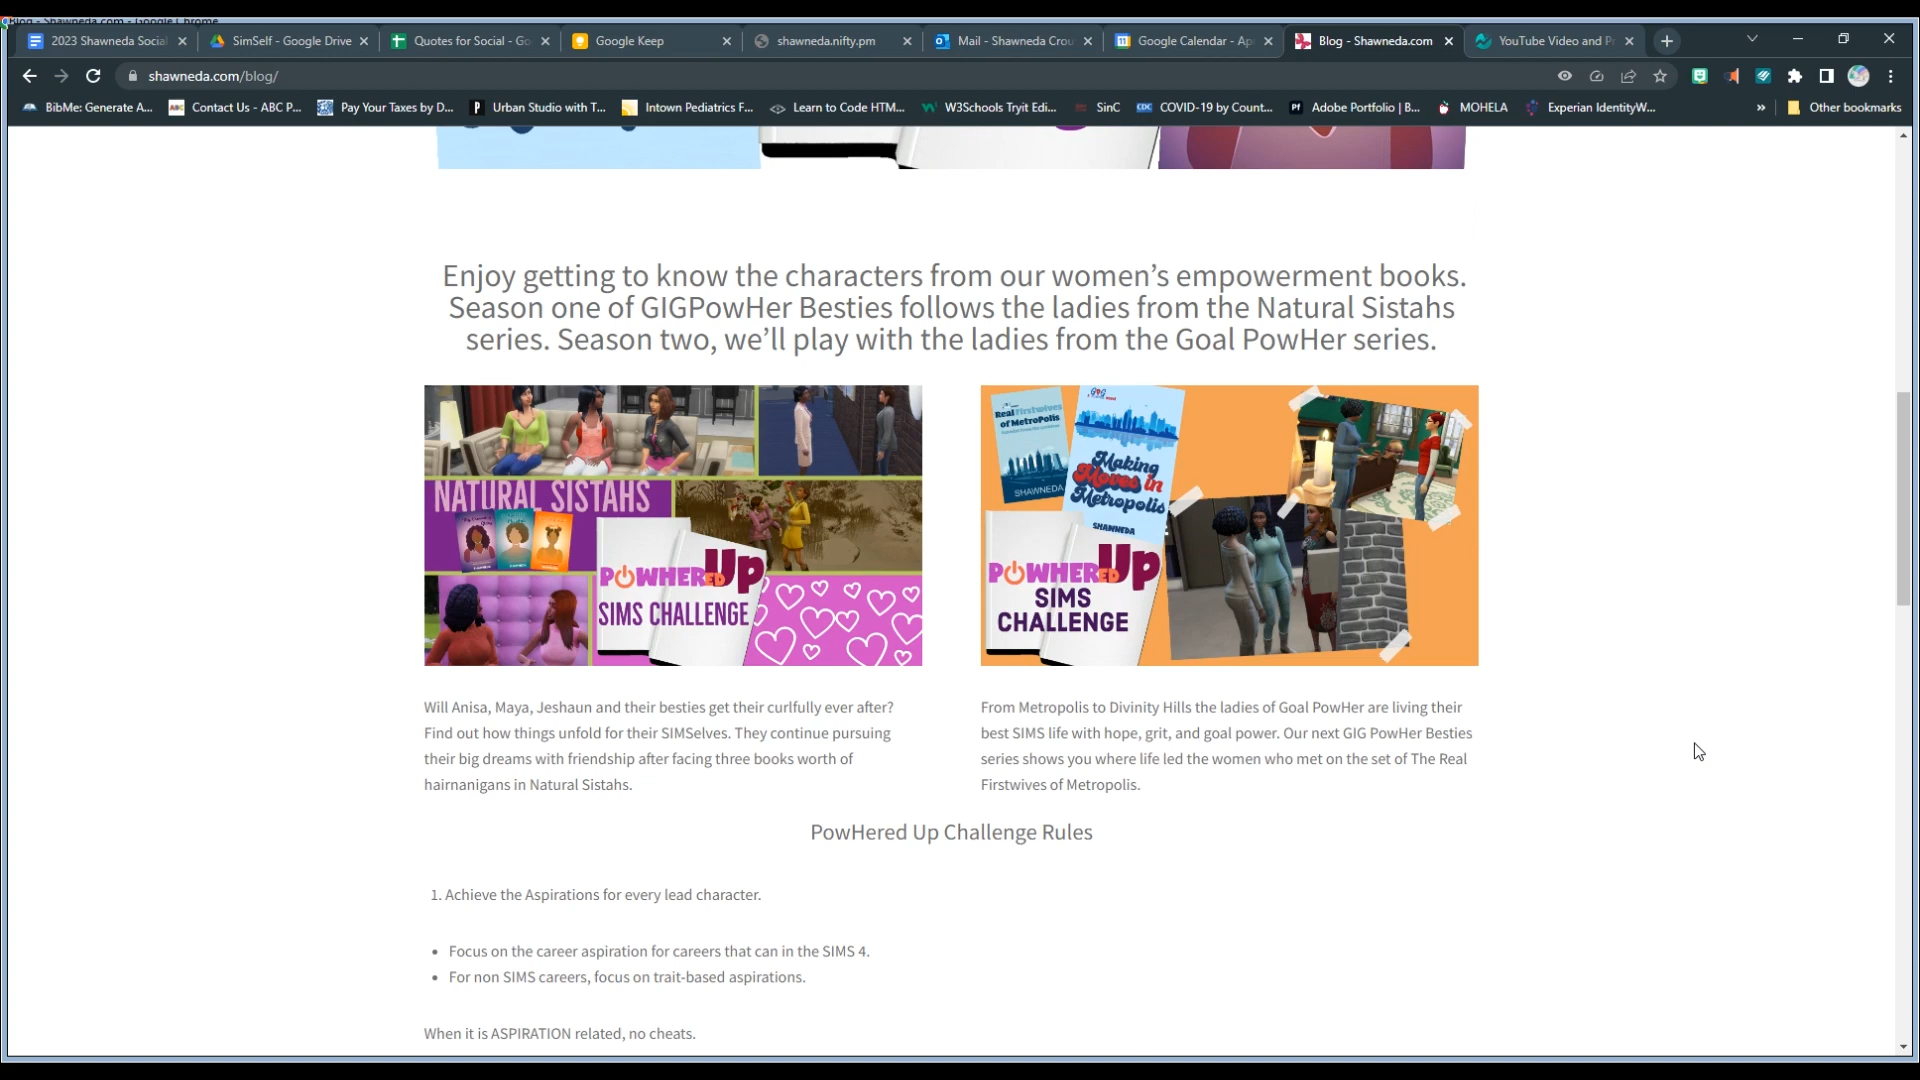 Blog - Shawneda.com - Google Chrome
2023 Shawneda Social
SimSelf - Google Drive
Quotes for Social - Go
Google Keep
shawneda.nifty.pm
Mail - Shawneda Crou
Google Calendar - Ap
Blog - Shawneda.com
YouTube Video and P
shawneda.com/blog/
BibMe: Generate A...
Contact Us - ABC P...
Pay Your Taxes by D...
Urban Studio with T...
Intown Pediatrics F...
Learn to Code HTM...
W3Schools Tryit Edi...
SinC
COVID-19 by Count...
Adobe Portfolio | B...
MOHELA
Experian IdentityW...
»
Other bookmarks
Enjoy getting to know the characters from our women’s empowerment books.
Season one of GIGPowHer Besties follows the ladies from the Natural Sistahs
series. Season two, we’ll play with the ladies from the Goal PowHer series.
NATURAL SISTAHS
POWHERED Up
SIMS CHALLENGE
Real Firstwives
of MetroPolis
SHAWNEDA
Making
Moves in
Metropolis
SHAWNEDA
POWHERED Up
SIMS
CHALLENGE
Will Anisa, Maya, Jeshaun and their besties get their curlfully ever after?
Find out how things unfold for their SIMSelves. They continue pursuing
their big dreams with friendship after facing three books worth of
hairnanigans in Natural Sistahs.
From Metropolis to Divinity Hills the ladies of Goal PowHer are living their
best SIMS life with hope, grit, and goal power. Our next GIG PowHer Besties
series shows you where life led the women who met on the set of The Real
Firstwives of Metropolis.
PowHered Up Challenge Rules
1. Achieve the Aspirations for every lead character.
• Focus on the career aspiration for careers that can in the SIMS 4.
• For non SIMS careers, focus on trait-based aspirations.
When it is ASPIRATION related, no cheats.